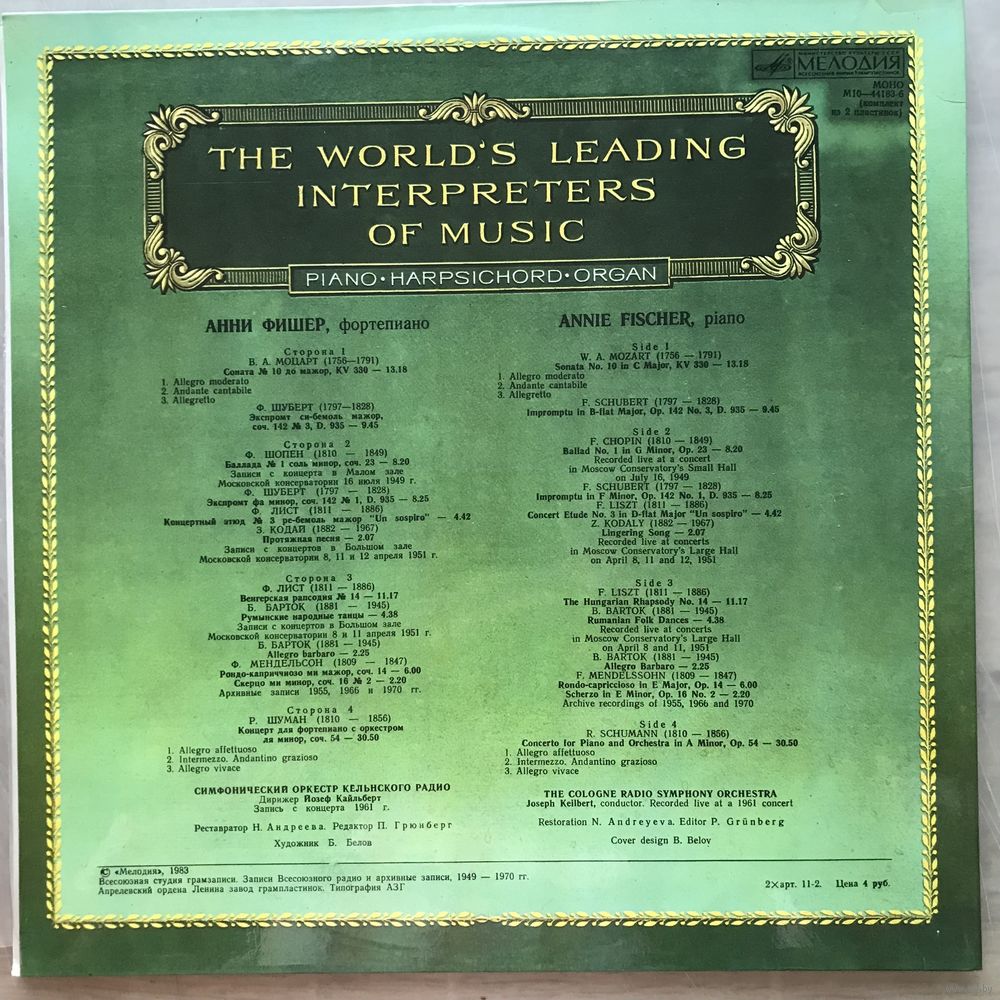 МИНИСТЕРСТВО КУЛЬТУРЫ СССР
МЕЛОДИЯ
ВСЕСОЮЗНАЯ ФИРМА ГРАМПЛАСТИНОК
МОНО
М10—44183-6
(комплект
из 2 пластинок)
THE WORLD'S LEADING
INTERPRETERS
OF MUSIC
PIANO·HARPSICHORD·ORGAN
АННИ ФИШЕР, фортепиано
Сторона 1
В. А. МОЦАРТ (1756—1791)
Соната № 10 до мажор, KV 330 — 13.18
1. Allegro moderato
2. Andante cantabile
3. Allegretto
Ф. ШУБЕРТ (1797—1828)
Экспромт си-бемоль мажор,
соч. 142 № 3, D. 935 — 9.45
Сторона 2
Ф. ШОПЕН (1810 — 1849)
Баллада № 1 соль минор, соч. 23 — 8.20
Записи с концерта в Малом зале
Московской консерватории 16 июля 1949 г.
Ф. ШУБЕРТ (1797 — 1828)
Экспромт фа минор, соч. 142 № 1, D. 935 — 8.25
Ф. ЛИСТ (1811 — 1886)
Концертный этюд № 3 ре-бемоль мажор "Un sospiro" — 4.42
З. КОДАЙ (1882 — 1967)
Протяжная песня — 2.07
Записи с концертов в Большом зале
Московской консерватории 8, 11 и 12 апреля 1951 г.
Сторона 3
Ф. ЛИСТ (1811 — 1886)
Венгерская рапсодия № 14 — 11.17
Б. БАРТОК (1881 — 1945)
Румынские народные танцы — 4.38
Записи с концертов в Большом зале
Московской консерватории 8 и 11 апреля 1951 г.
Б. БАРТОК (1881 — 1945)
Allegro barbaro — 2.25
Ф. МЕНДЕЛЬСОН (1809 — 1847)
Рондо-каприччиозо ми мажор, соч. 14 — 6.00
Скерцо ми минор, соч. 16 № 2 — 2.20
Архивные записи 1955, 1966 и 1970 гг.
Сторона 4
Р. ШУМАН (1810 — 1856)
Концерт для фортепиано с оркестром
ля минор, соч. 54 — 30.50
1. Allegro affettuoso
2. Intermezzo. Andantino grazioso
3. Allegro vivace
СИМФОНИЧЕСКИЙ ОРКЕСТР КЕЛЬНСКОГО РАДИО
Дирижер Йозеф Кайльберт
Запись с концерта 1961 г.
Реставратор Н. Андреева. Редактор П. Грюнберг
Художник Б. Белов
ANNIE FISCHER, piano
Side 1
W. A. MOZART (1756 — 1791)
Sonata No. 10 in C Major, KV 330 — 13.18
1. Allegro moderato
2. Andante cantabile
3. Allegretto
F. SCHUBERT (1797 — 1828)
Impromptu in B-flat Major, Op. 142 No. 3, D. 935 — 9.45
Side 2
F. CHOPIN (1810 — 1849)
Ballad No. 1 in G Minor, Op. 23 — 8.20
Recorded live at a concert
in Moscow Conservatory's Small Hall
on July 16, 1949
F. SCHUBERT (1797 — 1828)
Impromptu in F Minor, Op. 142 No. 1, D. 935 — 8.25
F. LISZT (1811 — 1886)
Concert Etude No. 3 in D-flat Major "Un sospiro" — 4.42
Z. KODALY (1882 — 1967)
Lingering Song — 2.07
Recorded live at concerts
in Moscow Conservatory's Large Hall
on April 8, 11 and 12, 1951
Side 3
F. LISZT (1811 — 1886)
The Hungarian Rhapsody No. 14 — 11.17
B. BARTOK (1881 — 1945)
Rumanian Folk Dances — 4.38
Recorded live at concerts
in Moscow Conservatory's Large Hall
on April 8 and 11, 1951
B. BARTOK (1881 — 1945)
Allegro Barbaro — 2.25
F. MENDELSSOHN (1809 — 1847)
Rondo-capriccioso in E Major, Op. 14 — 6.00
Scherzo in E Minor, Op. 16 No. 2 — 2.20
Archive recordings of 1955, 1966 and 1970
Side 4
R. SCHUMANN (1810 — 1856)
Concerto for Piano and Orchestra in A Minor, Op. 54 — 30.50
1. Allegro affettuoso
2. Intermezzo. Andantino grazioso
3. Allegro vivace
THE COLOGNE RADIO SYMPHONY ORCHESTRA
Joseph Keilbert, conductor. Recorded live at a 1961 concert
Restoration N. Andreyeva. Editor P. Grünberg
Cover design B. Belov
℗ «Мелодия», 1983
Всесоюзная студия грамзаписи. Записи Всесоюзного радио и архивные записи, 1949 — 1970 гг.
Апрелевский ордена Ленина завод грампластинок. Типография АЗГ
2×арт. 11-2. Цена 4 руб.